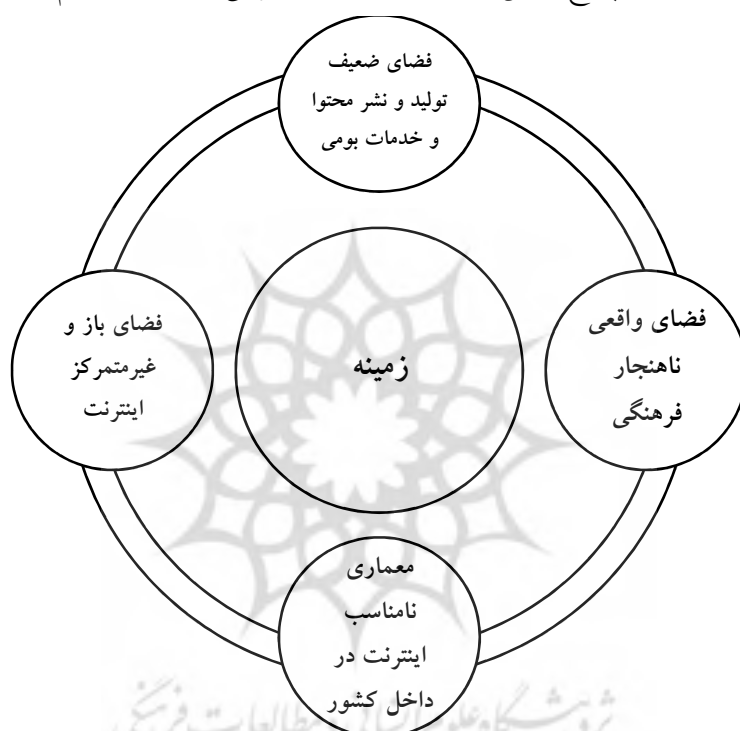 فضای ضعیف
تولید و نشر محتوا
و خدمات بومی
فضای واقعی
ناهنجار
فرهنگی
زمینه
فضای باز و
غیرمتمرکز
اینترنت
معماری
نامناسب
اینترنت در
داخل کشور